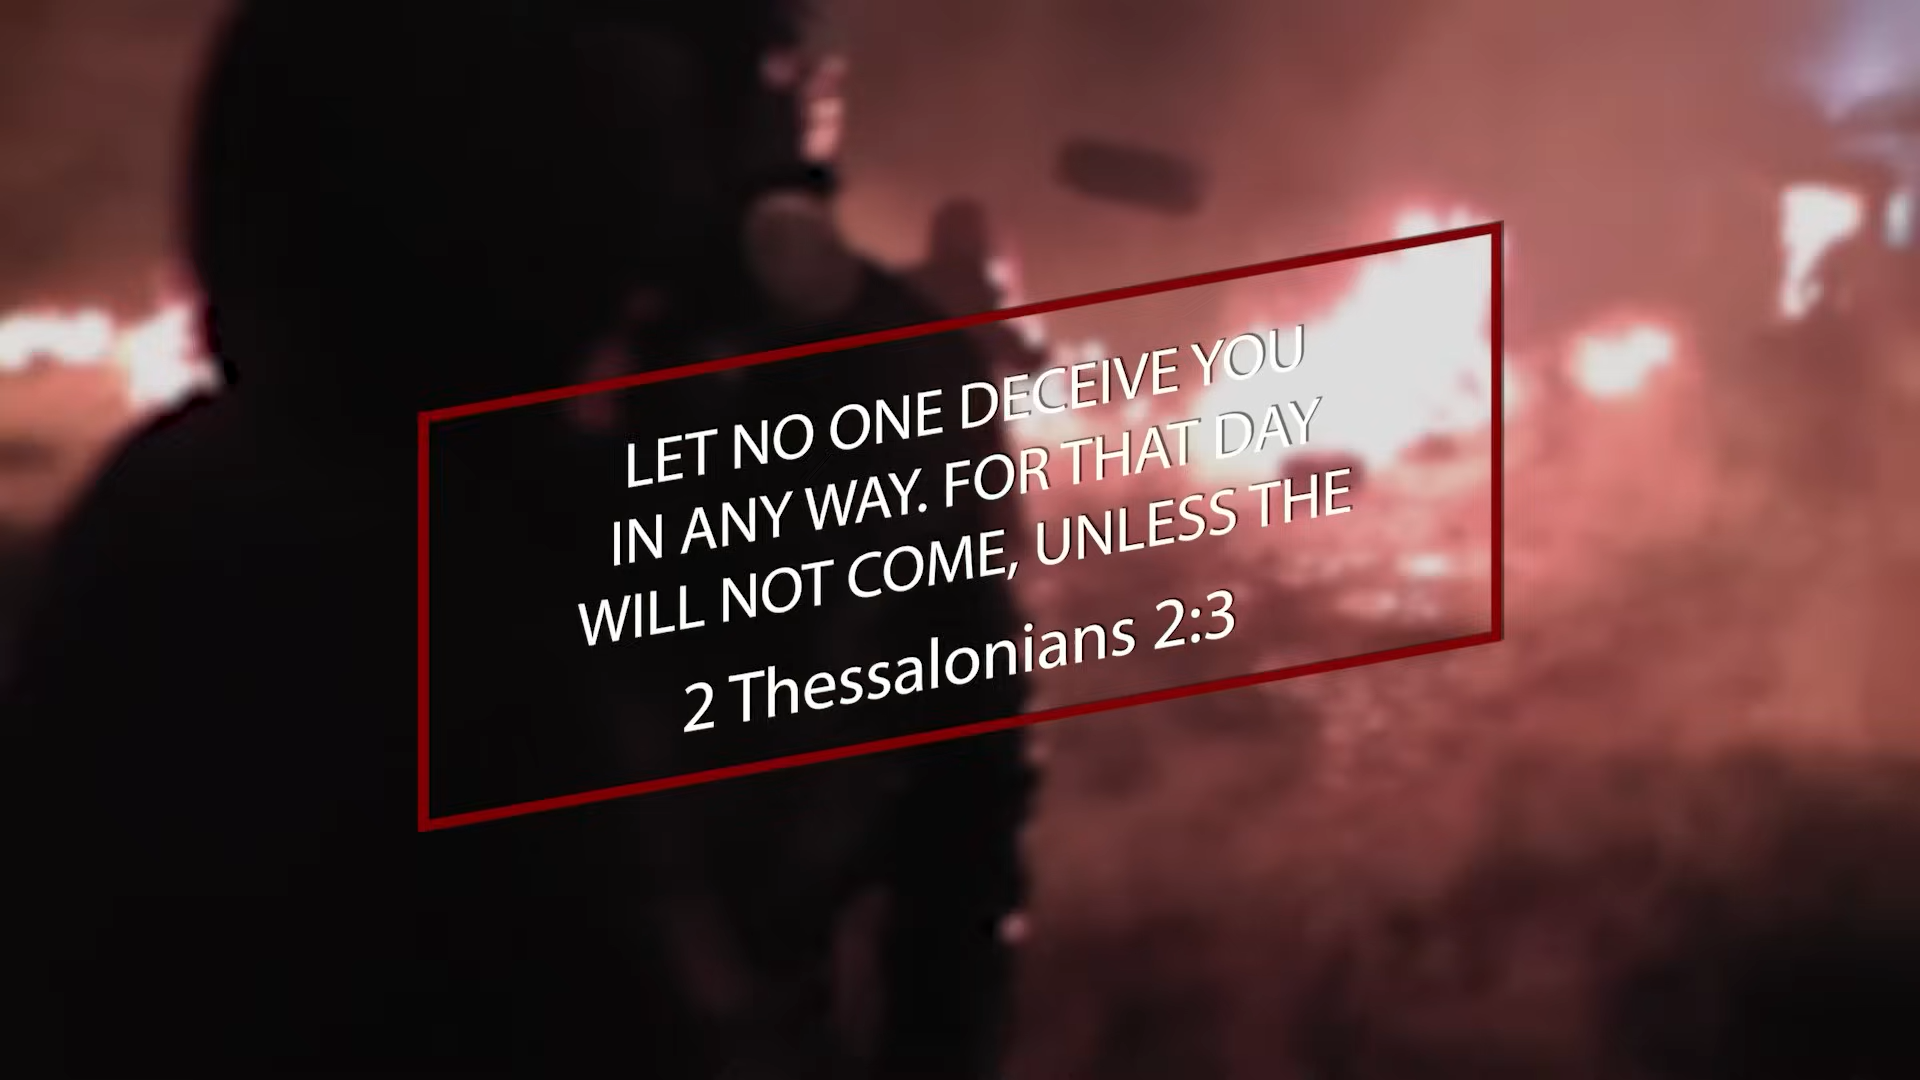 LET NO ONE DECEIVE YOU
IN ANY WAY. FOR THAT DAY
WILL NOT COME, UNLESS THE
2 Thessalonians 2:3